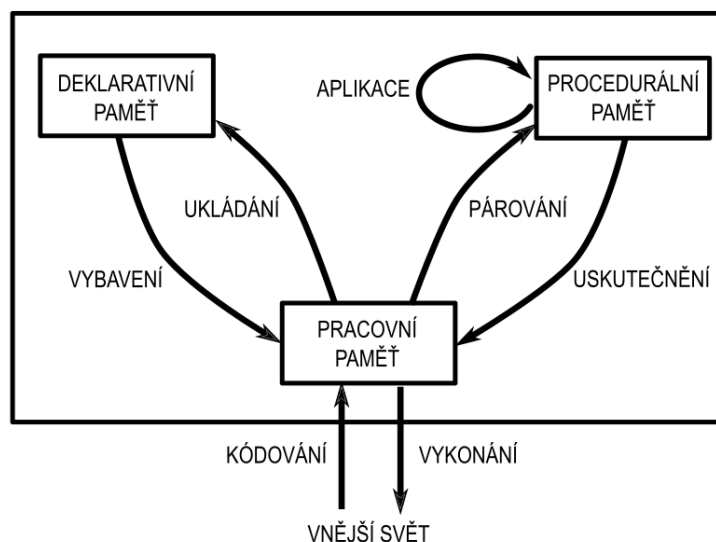 DEKLARATIVNÍ
PAMĚŤ
APLIKACE
PROCEDURÁLNÍ
PAMĚŤ
UKLÁDÁNÍ
PÁROVÁNÍ
VYBAVENÍ
USKUTEČNĚNÍ
PRACOVNÍ
PAMĚŤ
KÓDOVÁNÍ
VYKONÁNÍ
VNĚJŠÍ SVĚT